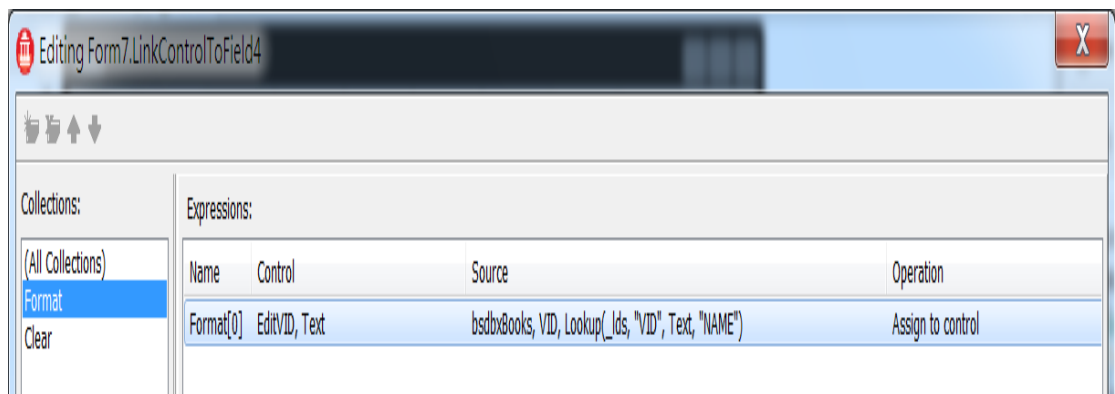 Editing Form7.LinkControlToField4
X
Collections:
Expressions:
(All Collections)
Format
Clear
Name Control Source Operation
Format[0] EditVID, Text bsdbxBooks, VID, Lookup(_lds, "VID", Text, "NAME") Assign to control